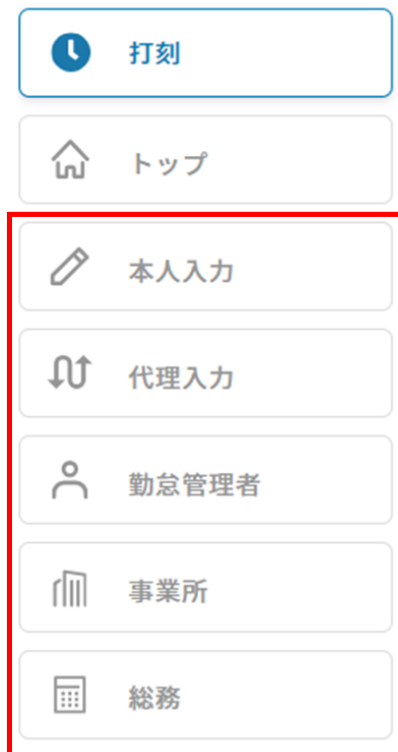 打刻
トップ
本人入力
代理入力
勤怠管理者
事業所
総務